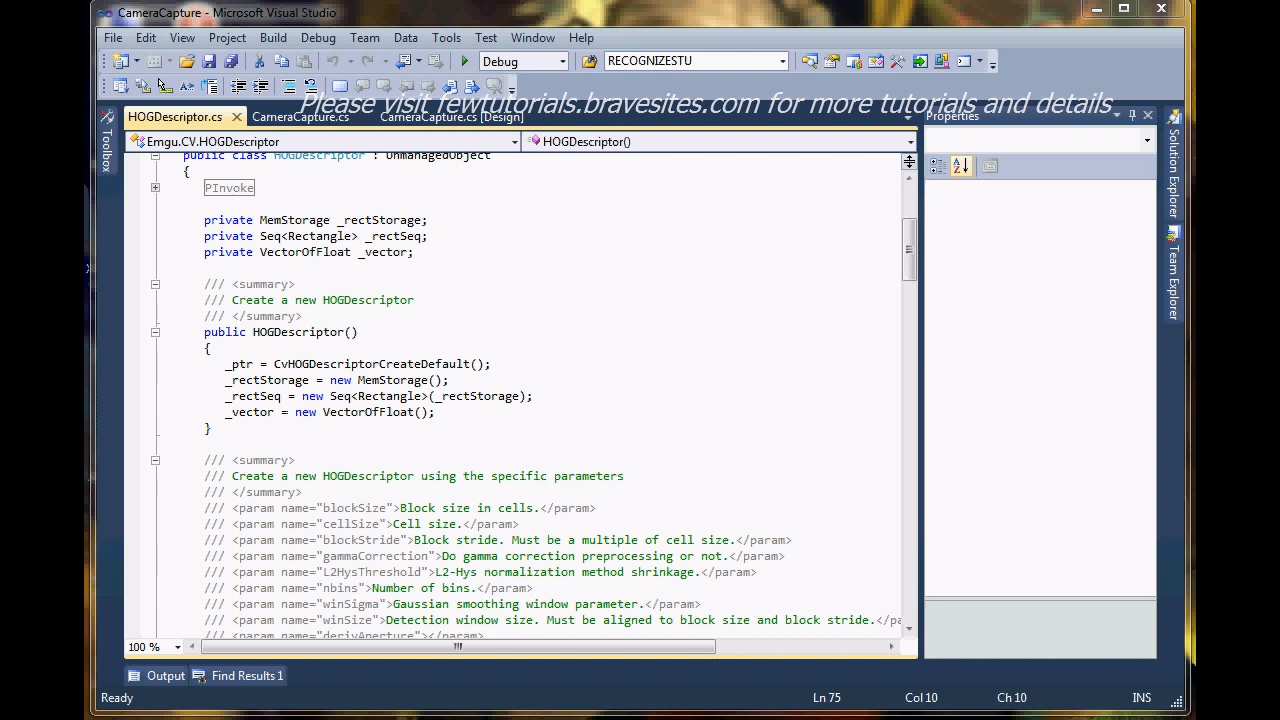 CameraCapture - Microsoft Visual Studio
File Edit View Project Build Debug Team Data Tools Test Window Help
Debug RECOGNIZESTU
Please visit fewtutorials.bravesites.com for more tutorials and details
HOGDescriptor.cs CameraCapture.cs CameraCapture.cs [Design] Properties
Toolbox
Emgu.CV.HOGDescriptor HOGDescriptor()
public class HOGDescriptor : UnmanagedObject
{
PInvoke
private MemStorage _rectStorage;
private Seq<Rectangle> _rectSeq;
private VectorOfFloat _vector;
/// <summary>
/// Create a new HOGDescriptor
/// </summary>
public HOGDescriptor()
{
_ptr = CvHOGDescriptorCreateDefault();
_rectStorage = new MemStorage();
_rectSeq = new Seq<Rectangle>(_rectStorage);
_vector = new VectorOfFloat();
}
/// <summary>
/// Create a new HOGDescriptor using the specific parameters
/// </summary>
/// <param name="blockSize">Block size in cells.</param>
/// <param name="cellSize">Cell size.</param>
/// <param name="blockStride">Block stride. Must be a multiple of cell size.</param>
/// <param name="gammaCorrection">Do gamma correction preprocessing or not.</param>
/// <param name="L2HysThreshold">L2-Hys normalization method shrinkage.</param>
/// <param name="nbins">Number of bins.</param>
/// <param name="winSigma">Gaussian smoothing window parameter.</param>
/// <param name="winSize">Detection window size. Must be aligned to block size and block stride.</pa
/// <param name="derivAperture"></param>
Solution Explorer
Team Explorer
100 %
Output Find Results 1
Ready Ln 75 Col 10 Ch 10 INS